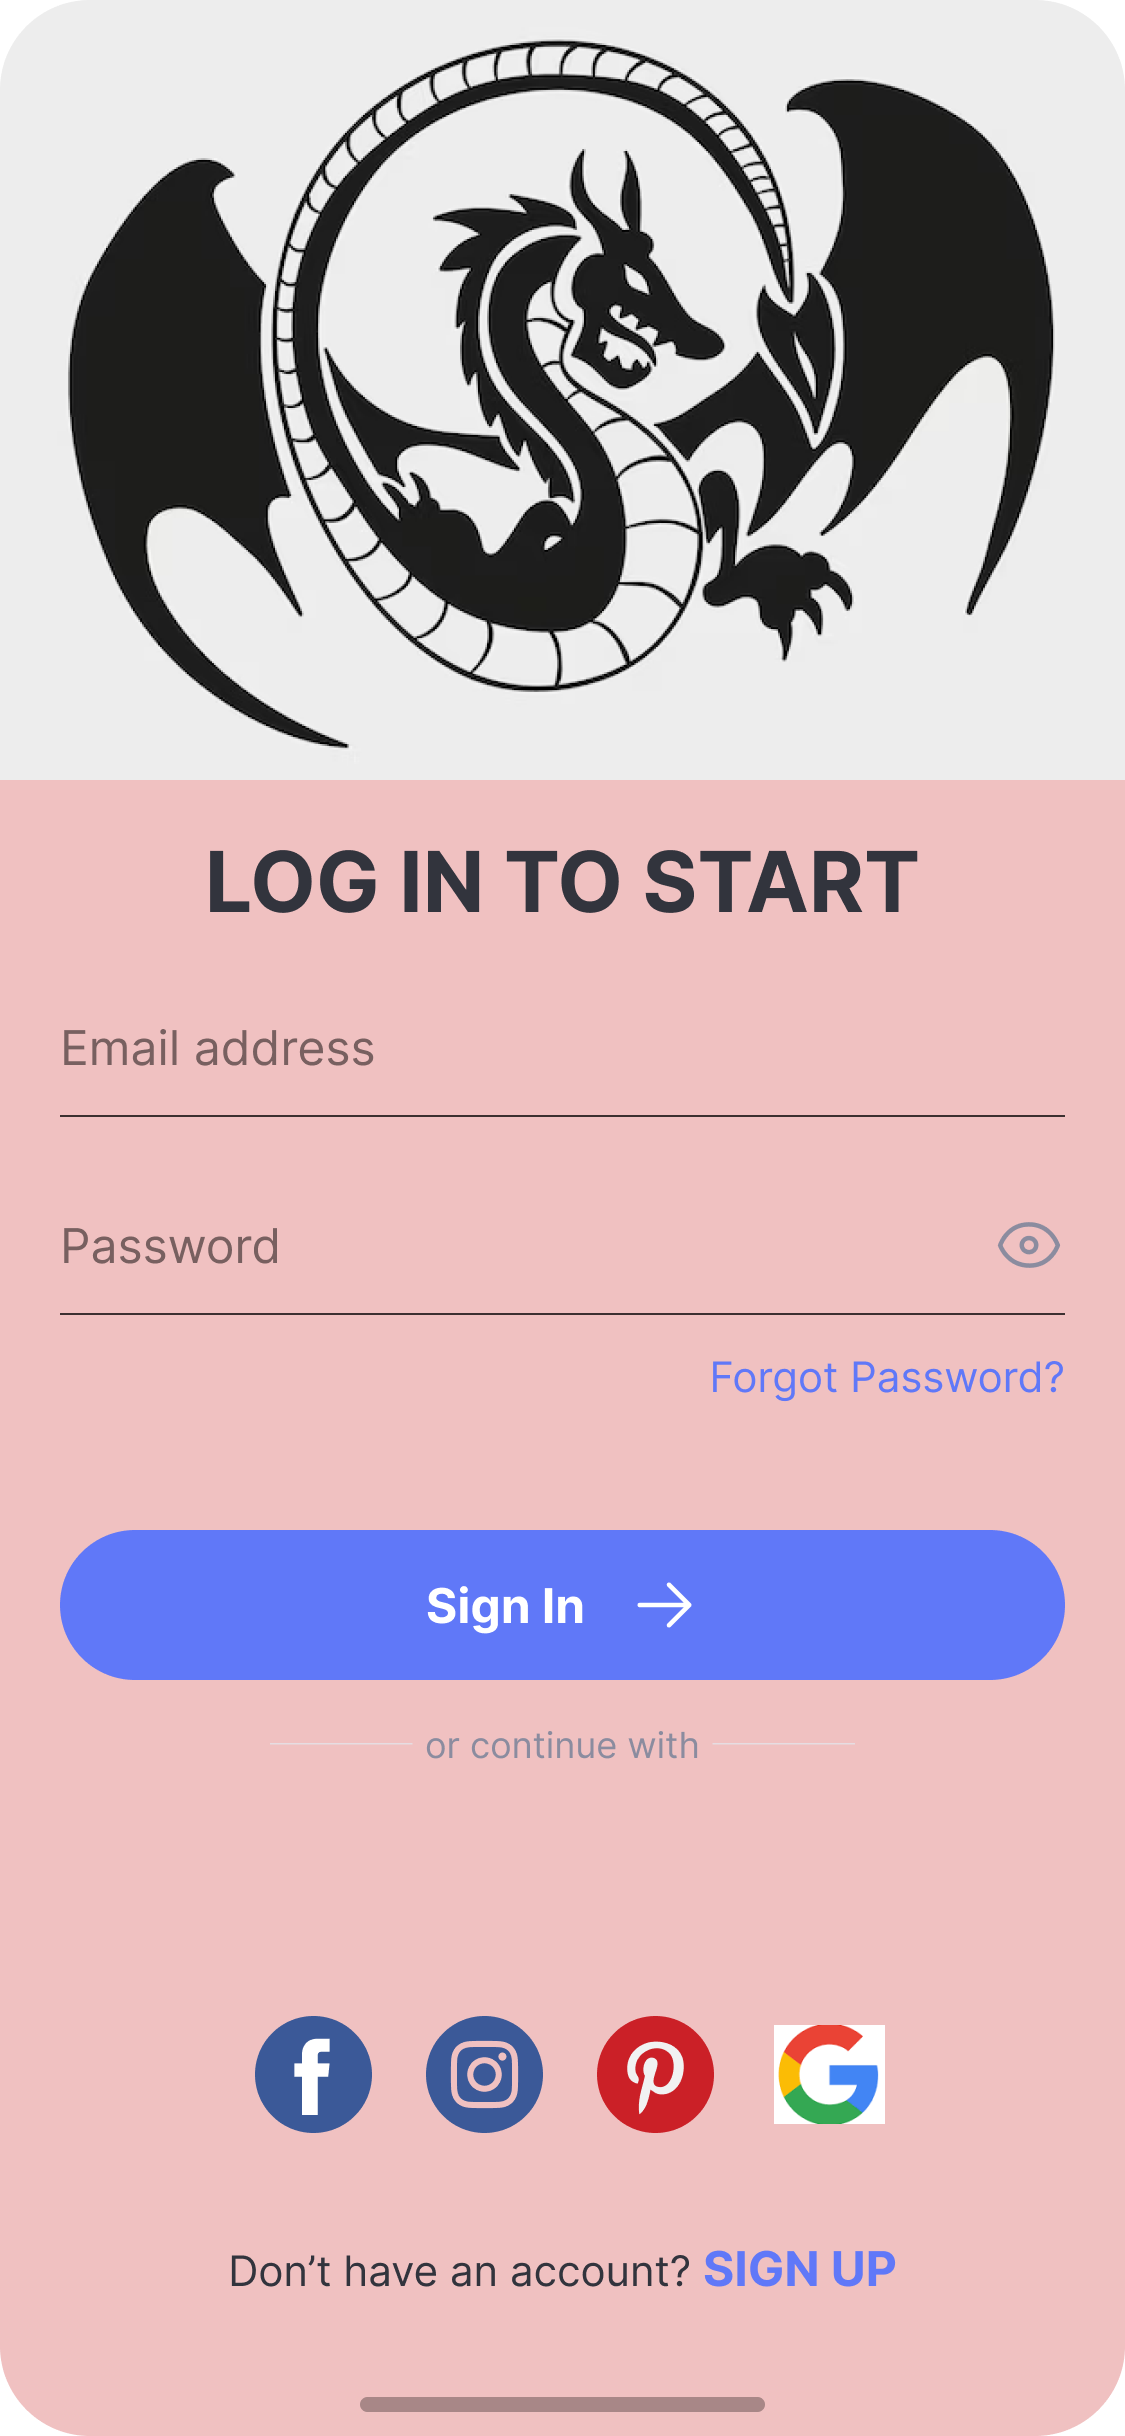 LOG IN TO START
Email address
Password
Forgot Password?
Sign In
or continue with
Don’t have an account? SIGN UP